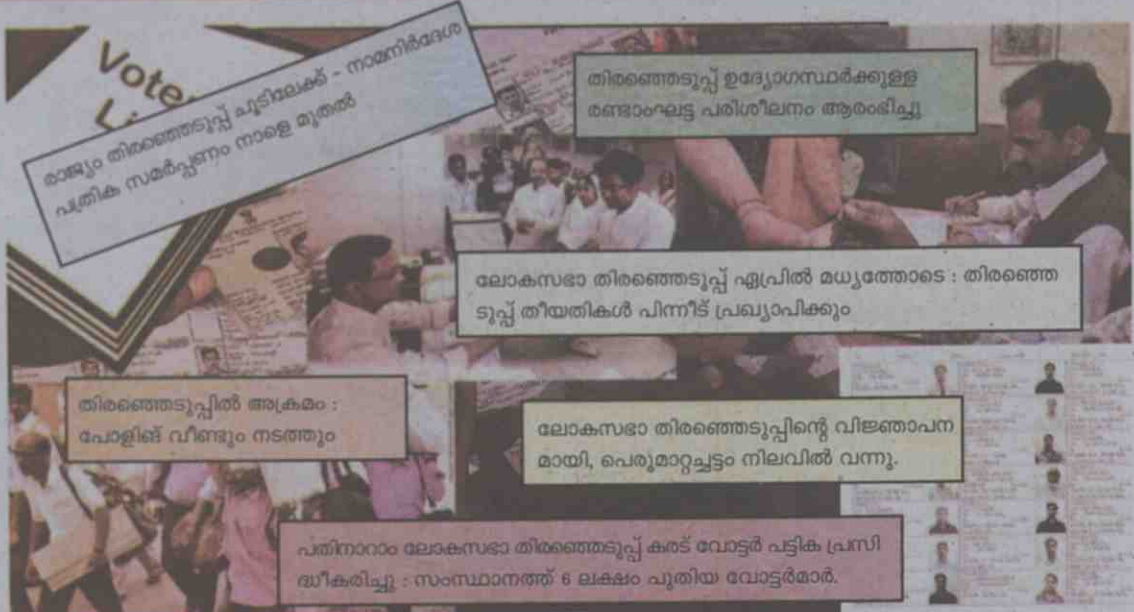 Vote
Li
രാജ്യം തിരഞ്ഞെടുപ്പ് ചൂടിലേക്ക് - നാമനിർദേശ
പത്രിക സമർപ്പണം നാളെ മുതൽ
തിരഞ്ഞെടുപ്പ് ഉദ്യോഗസ്ഥർക്കുള്ള
രണ്ടാംഘട്ട പരിശീലനം ആരംഭിച്ചു
ലോകസഭാ തിരഞ്ഞെടുപ്പ് ഏപ്രിൽ മധ്യത്തോടെ : തിരഞ്ഞെ
ടുപ്പ് തീയതികൾ പിന്നീട് പ്രഖ്യാപിക്കും
തിരഞ്ഞെടുപ്പിൽ അക്രമം :
പോളിങ് വീണ്ടും നടത്തും
ലോകസഭാ തിരഞ്ഞെടുപ്പിന്റെ വിജ്ഞാപന
മായി, പെരുമാറ്റച്ചട്ടം നിലവിൽ വന്നു.
പതിനാറാം ലോകസഭാ തിരഞ്ഞെടുപ്പ് കരട് വോട്ടർ പട്ടിക പ്രസി
ദ്ധീകരിച്ചു : സംസ്ഥാനത്ത് 6 ലക്ഷം പുതിയ വോട്ടർമാർ.